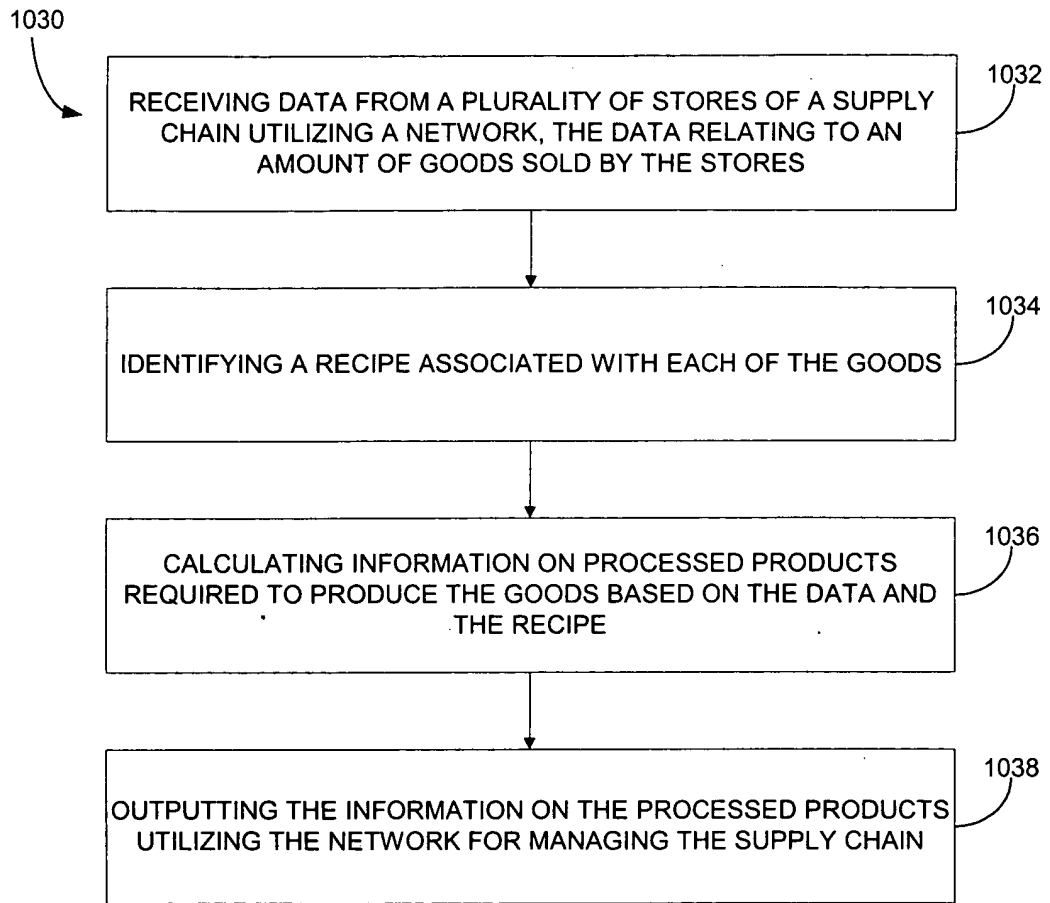 1030
1032
RECEIVING DATA FROM A PLURALITY OF STORES OF A SUPPLY
CHAIN UTILIZING A NETWORK, THE DATA RELATING TO AN
AMOUNT OF GOODS SOLD BY THE STORES
1034
IDENTIFYING A RECIPE ASSOCIATED WITH EACH OF THE GOODS
1036
CALCULATING INFORMATION ON PROCESSED PRODUCTS
REQUIRED TO PRODUCE THE GOODS BASED ON THE DATA AND
THE RECIPE
1038
OUTPUTTING THE INFORMATION ON THE PROCESSED PRODUCTS
UTILIZING THE NETWORK FOR MANAGING THE SUPPLY CHAIN